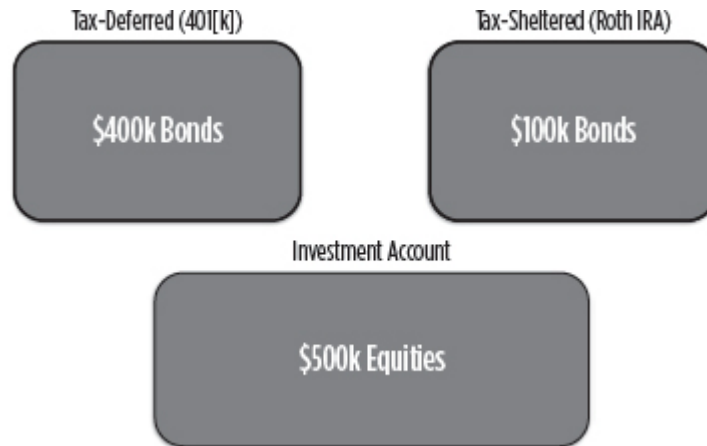 Tax-Deferred (401[k])
Tax-Sheltered (Roth IRA)
$400k Bonds
$100k Bonds
Investment Account
$500k Equities